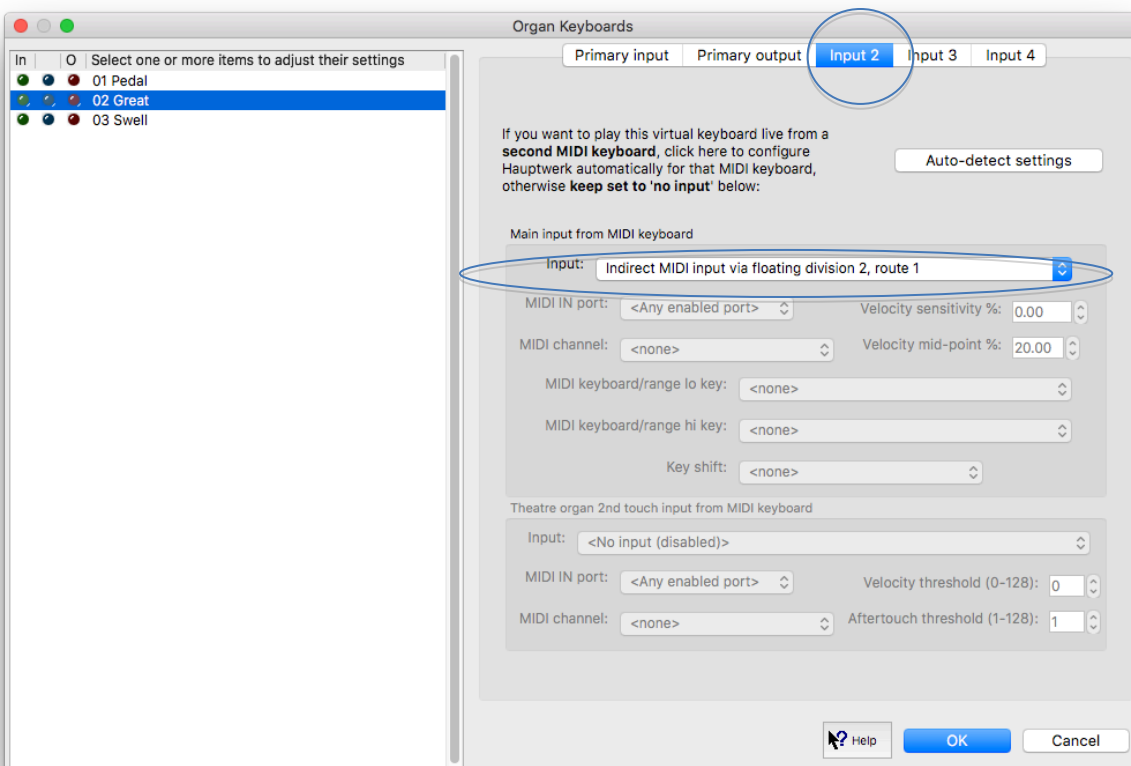 Organ Keyboards
In O Select one or more items to adjust their settings
01 Pedal
02 Great
03 Swell
Primary input Primary output Input 2 Input 3 Input 4
If you want to play this virtual keyboard live from a
second MIDI keyboard, click here to configure
Hauptwerk automatically for that MIDI keyboard,
otherwise keep set to 'no input' below:
Auto-detect settings
Main input from MIDI keyboard
Input: Indirect MIDI input via floating division 2, route 1
MIDI IN port: <Any enabled port> Velocity sensitivity %: 0.00
MIDI channel: <none> Velocity mid-point %: 20.00
MIDI keyboard/range lo key: <none>
MIDI keyboard/range hi key: <none>
Key shift: <none>
Theatre organ 2nd touch input from MIDI keyboard
Input: <No input (disabled)>
MIDI IN port: <Any enabled port> Velocity threshold (0-128): 0
MIDI channel: <none> Aftertouch threshold (1-128): 1
? Help OK Cancel